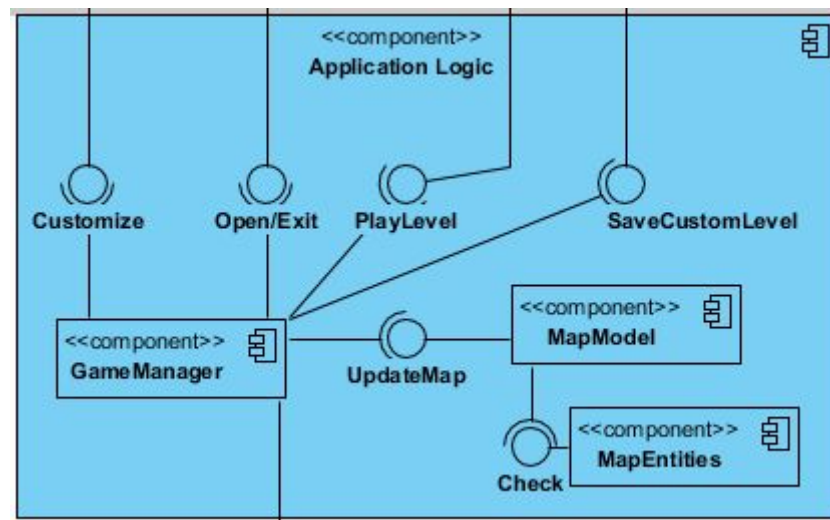 <<component>>
Application Logic
Customize
Open/Exit
PlayLevel
SaveCustomLevel
<<component>>
GameManager
UpdateMap
<<component>>
MapModel
Check
<<component>>
MapEntities